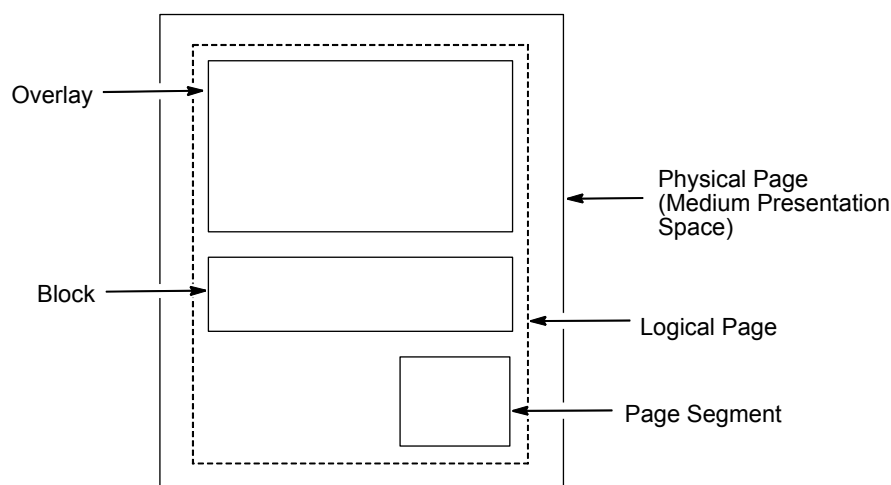 Overlay
Physical Page
(Medium Presentation
Space)
Block
Logical Page
Page Segment